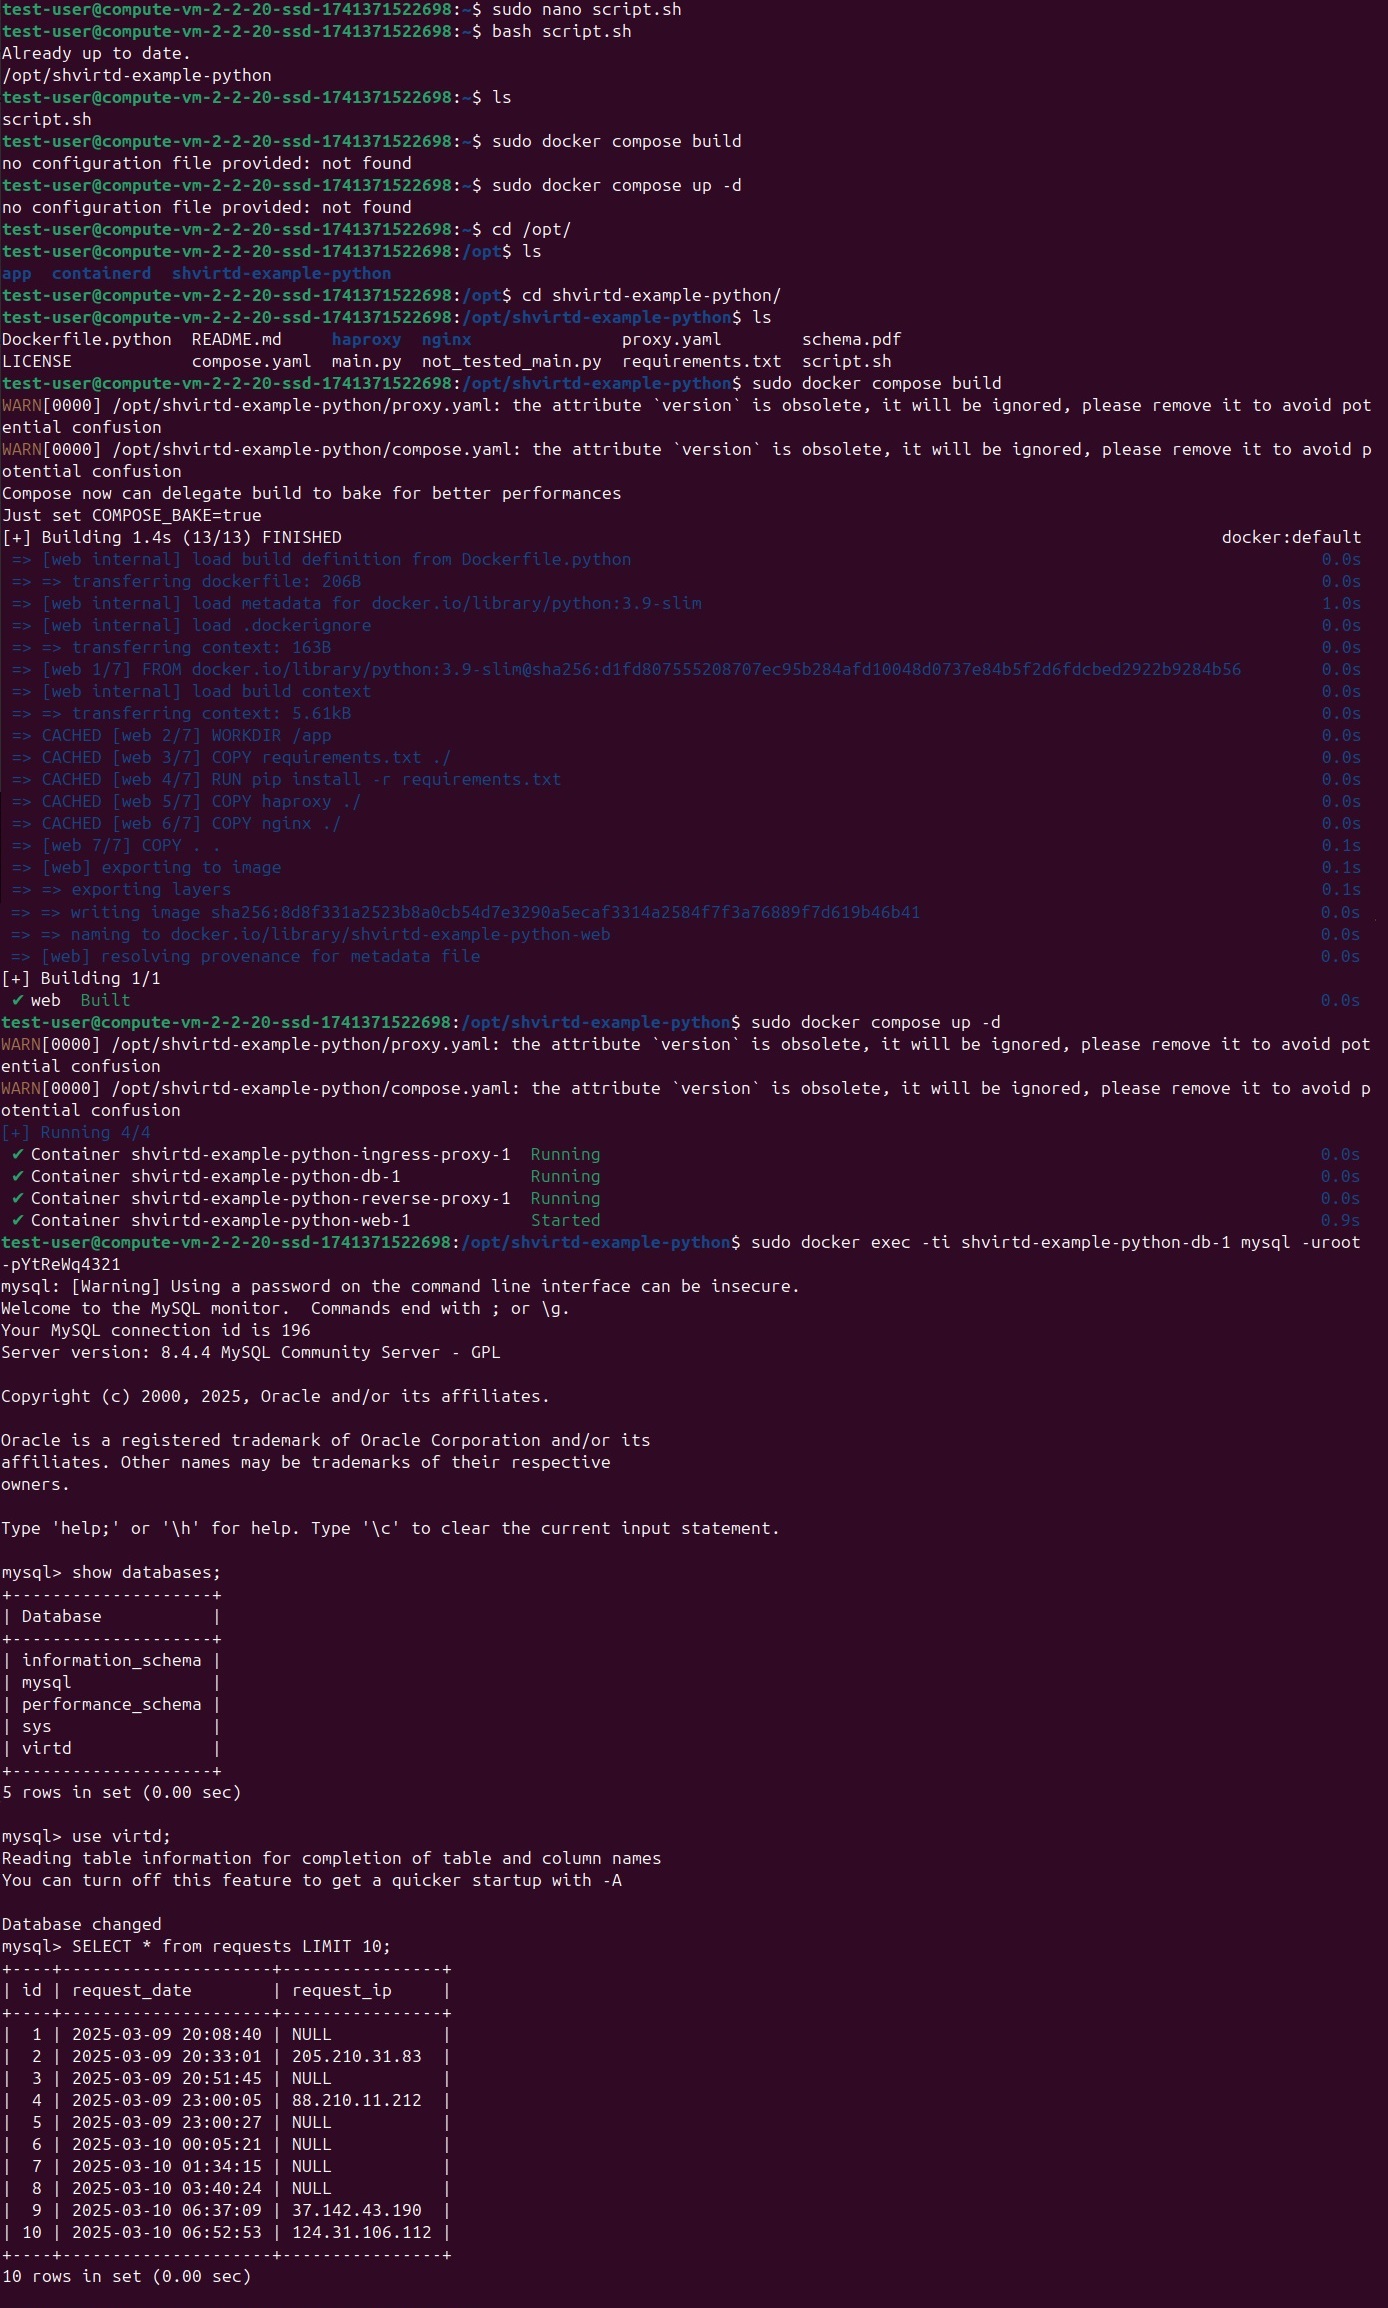 test-user@compute-vm-2-2-20-ssd-1741371522698:~$ sudo nano script.sh
test-user@compute-vm-2-2-20-ssd-1741371522698:~$ bash script.sh
Already up to date.
/opt/shvirtd-example-python
test-user@compute-vm-2-2-20-ssd-1741371522698:~$ ls
script.sh
test-user@compute-vm-2-2-20-ssd-1741371522698:~$ sudo docker compose build
no configuration file provided: not found
test-user@compute-vm-2-2-20-ssd-1741371522698:~$ sudo docker compose up -d
no configuration file provided: not found
test-user@compute-vm-2-2-20-ssd-1741371522698:~$ cd /opt/
test-user@compute-vm-2-2-20-ssd-1741371522698:/opt$ ls
app  containerd  shvirtd-example-python
test-user@compute-vm-2-2-20-ssd-1741371522698:/opt$ cd shvirtd-example-python/
test-user@compute-vm-2-2-20-ssd-1741371522698:/opt/shvirtd-example-python$ ls
Dockerfile.python  README.md     haproxy  nginx               proxy.yaml        schema.pdf
LICENSE            compose.yaml  main.py  not_tested_main.py  requirements.txt  script.sh
test-user@compute-vm-2-2-20-ssd-1741371522698:/opt/shvirtd-example-python$ sudo docker compose build
WARN[0000] /opt/shvirtd-example-python/proxy.yaml: the attribute `version` is obsolete, it will be ignored, please remove it to avoid pot
ential confusion
WARN[0000] /opt/shvirtd-example-python/compose.yaml: the attribute `version` is obsolete, it will be ignored, please remove it to avoid p
otential confusion
Compose now can delegate build to bake for better performances
Just set COMPOSE_BAKE=true
[+] Building 1.4s (13/13) FINISHED                                                                                        docker:default
 => [web internal] load build definition from Dockerfile.python                                                                     0.0s
 => => transferring dockerfile: 206B                                                                                                0.0s
 => [web internal] load metadata for docker.io/library/python:3.9-slim                                                              1.0s
 => [web internal] load .dockerignore                                                                                               0.0s
 => => transferring context: 163B                                                                                                   0.0s
 => [web 1/7] FROM docker.io/library/python:3.9-slim@sha256:d1fd807555208707ec95b284afd10048d0737e84b5f2d6fdcbed2922b9284b56        0.0s
 => [web internal] load build context                                                                                               0.0s
 => => transferring context: 5.61kB                                                                                                 0.0s
 => CACHED [web 2/7] WORKDIR /app                                                                                                   0.0s
 => CACHED [web 3/7] COPY requirements.txt ./                                                                                       0.0s
 => CACHED [web 4/7] RUN pip install -r requirements.txt                                                                            0.0s
 => CACHED [web 5/7] COPY haproxy ./                                                                                                0.0s
 => CACHED [web 6/7] COPY nginx ./                                                                                                  0.0s
 => [web 7/7] COPY . .                                                                                                              0.1s
 => [web] exporting to image                                                                                                        0.1s
 => => exporting layers                                                                                                             0.1s
 => => writing image sha256:8d8f331a2523b8a0cb54d7e3290a5ecaf3314a2584f7f3a76889f7d619b46b41                                        0.0s
 => => naming to docker.io/library/shvirtd-example-python-web                                                                       0.0s
 => [web] resolving provenance for metadata file                                                                                    0.0s
[+] Building 1/1
 ✔ web  Built                                                                                                                       0.0s
test-user@compute-vm-2-2-20-ssd-1741371522698:/opt/shvirtd-example-python$ sudo docker compose up -d
WARN[0000] /opt/shvirtd-example-python/proxy.yaml: the attribute `version` is obsolete, it will be ignored, please remove it to avoid pot
ential confusion
WARN[0000] /opt/shvirtd-example-python/compose.yaml: the attribute `version` is obsolete, it will be ignored, please remove it to avoid p
otential confusion
[+] Running 4/4
 ✔ Container shvirtd-example-python-ingress-proxy-1  Running                                                                        0.0s
 ✔ Container shvirtd-example-python-db-1             Running                                                                        0.0s
 ✔ Container shvirtd-example-python-reverse-proxy-1  Running                                                                        0.0s
 ✔ Container shvirtd-example-python-web-1            Started                                                                        0.9s
test-user@compute-vm-2-2-20-ssd-1741371522698:/opt/shvirtd-example-python$ sudo docker exec -ti shvirtd-example-python-db-1 mysql -uroot
-pYtReWq4321
mysql: [Warning] Using a password on the command line interface can be insecure.
Welcome to the MySQL monitor.  Commands end with ; or \g.
Your MySQL connection id is 196
Server version: 8.4.4 MySQL Community Server - GPL

Copyright (c) 2000, 2025, Oracle and/or its affiliates.

Oracle is a registered trademark of Oracle Corporation and/or its
affiliates. Other names may be trademarks of their respective
owners.

Type 'help;' or '\h' for help. Type '\c' to clear the current input statement.

mysql> show databases;
+--------------------+
| Database           |
+--------------------+
| information_schema |
| mysql              |
| performance_schema |
| sys                |
| virtd              |
+--------------------+
5 rows in set (0.00 sec)

mysql> use virtd;
Reading table information for completion of table and column names
You can turn off this feature to get a quicker startup with -A

Database changed
mysql> SELECT * from requests LIMIT 10;
+----+---------------------+----------------+
| id | request_date        | request_ip     |
+----+---------------------+----------------+
|  1 | 2025-03-09 20:08:40 | NULL           |
|  2 | 2025-03-09 20:33:01 | 205.210.31.83  |
|  3 | 2025-03-09 20:51:45 | NULL           |
|  4 | 2025-03-09 23:00:05 | 88.210.11.212  |
|  5 | 2025-03-09 23:00:27 | NULL           |
|  6 | 2025-03-10 00:05:21 | NULL           |
|  7 | 2025-03-10 01:34:15 | NULL           |
|  8 | 2025-03-10 03:40:24 | NULL           |
|  9 | 2025-03-10 06:37:09 | 37.142.43.190  |
| 10 | 2025-03-10 06:52:53 | 124.31.106.112 |
+----+---------------------+----------------+
10 rows in set (0.00 sec)